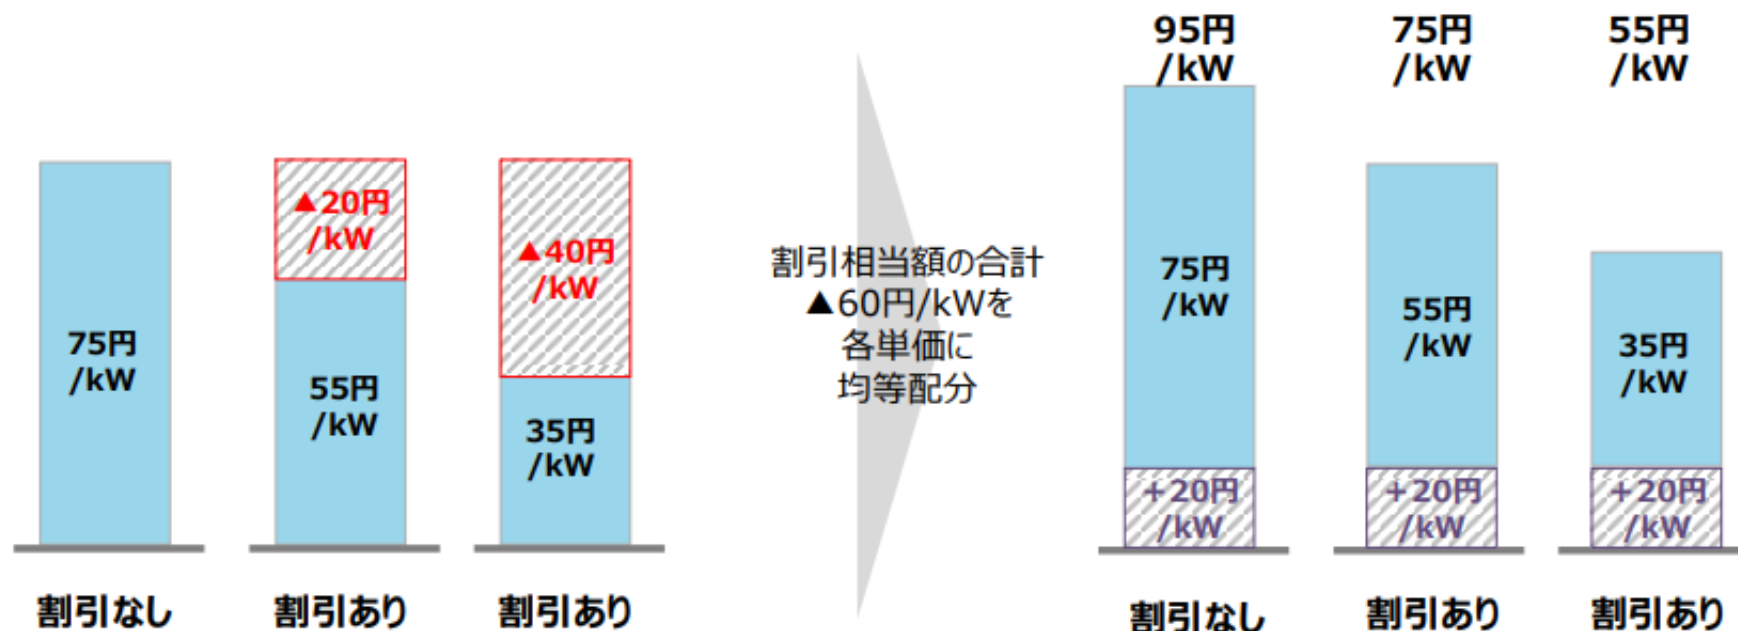 75円
/kW
割引なし
▲20円
/kW
55円
/kW
割引あり
▲40円
/kW
35円
/kW
割引あり
割引相当額の合計
▲60円/kWを
各単価に
均等配分
95円
/kW
75円
/kW
+20円
/kW
割引なし
75円
/kW
55円
/kW
+20円
/kW
割引あり
55円
/kW
35円
/kW
+20円
/kW
割引あり